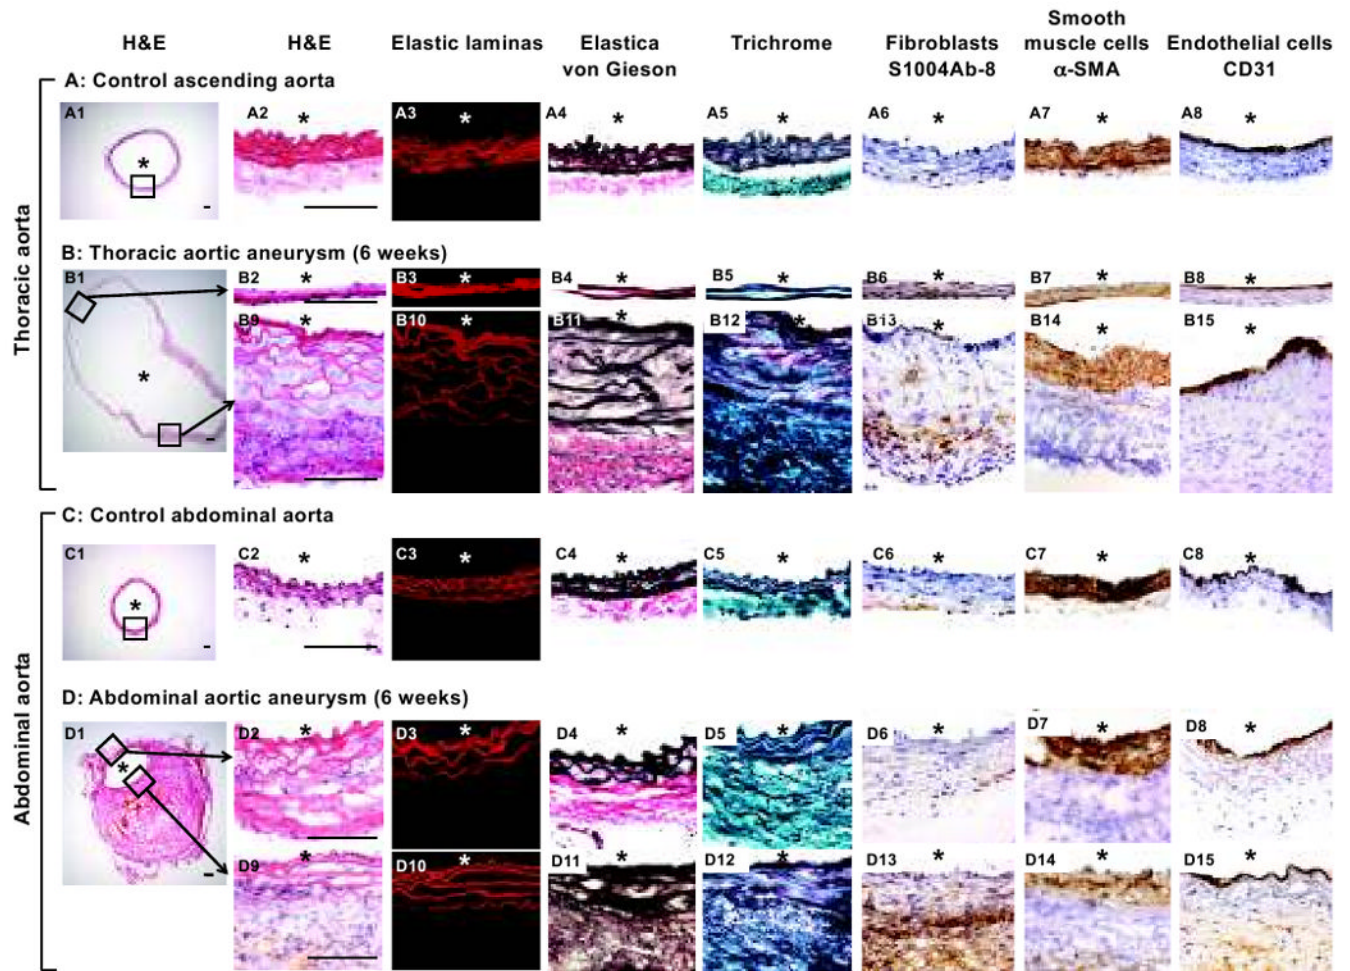 H&E
H&E
Elastic laminas
Elastica
von Gieson
Trichrome
Fibroblasts
S1004Ab-8
Smooth
muscle cells
α-SMA
Endothelial cells
CD31
Thoracic aorta
A: Control ascending aorta
A1 A2 * A3 * A4 * A5 * A6 * A7 * A8 *
*
B: Thoracic aortic aneurysm (6 weeks)
B1 B2 * B3 * B4 * B5 * B6 * B7 * B8 *
B9 * B10 * B11 * B12 * B13 * B14 * B15 *
*
Abdominal aorta
C: Control abdominal aorta
C1 C2 * C3 * C4 * C5 * C6 * C7 * C8 *
*
D: Abdominal aortic aneurysm (6 weeks)
D1 D2 * D3 * D4 * D5 * D6 * D7 * D8 *
*
D9 * D10 * D11 * D12 * D13 * D14 * D15 *